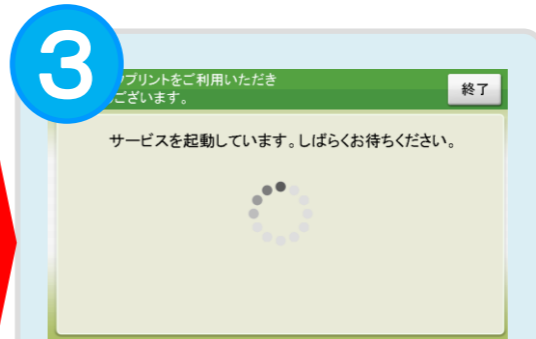 3
プリントをご利用いただき
ございます。
終了
サービスを起動しています。しばらくお待ちください。